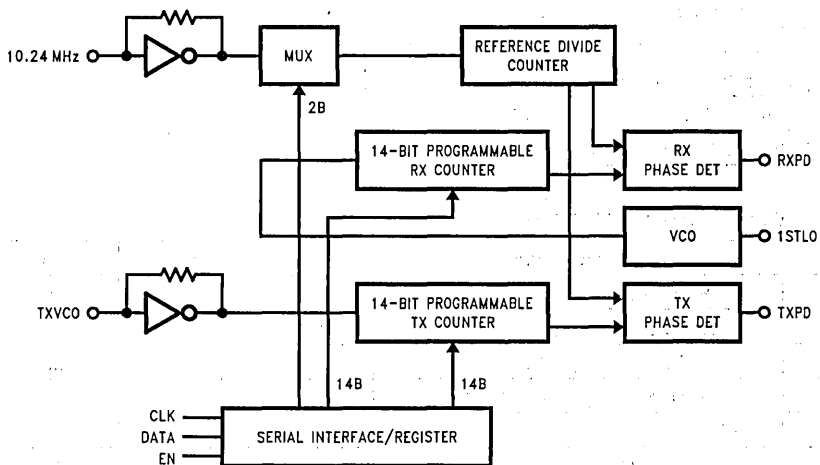 10.24 MHz
MUX
REFERENCE DIVIDE
COUNTER
2B
14-BIT PROGRAMMABLE
RX COUNTER
RX
PHASE DET
RXPD
VCO
1STLO
TXVCO
14-BIT PROGRAMMABLE
TX COUNTER
TX
PHASE DET
TXPD
14B
14B
CLK
DATA
EN
SERIAL INTERFACE/REGISTER